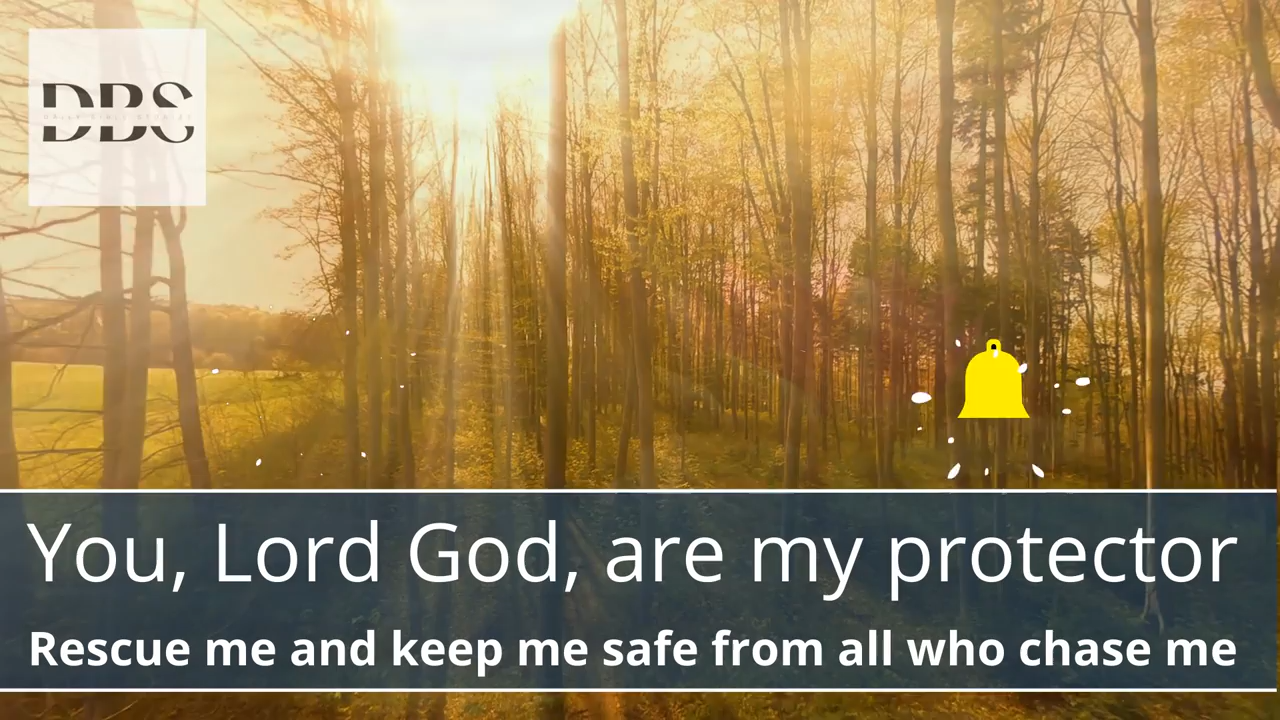 DBS
You, Lord God, are my protector
Rescue me and keep me safe from all who chase me